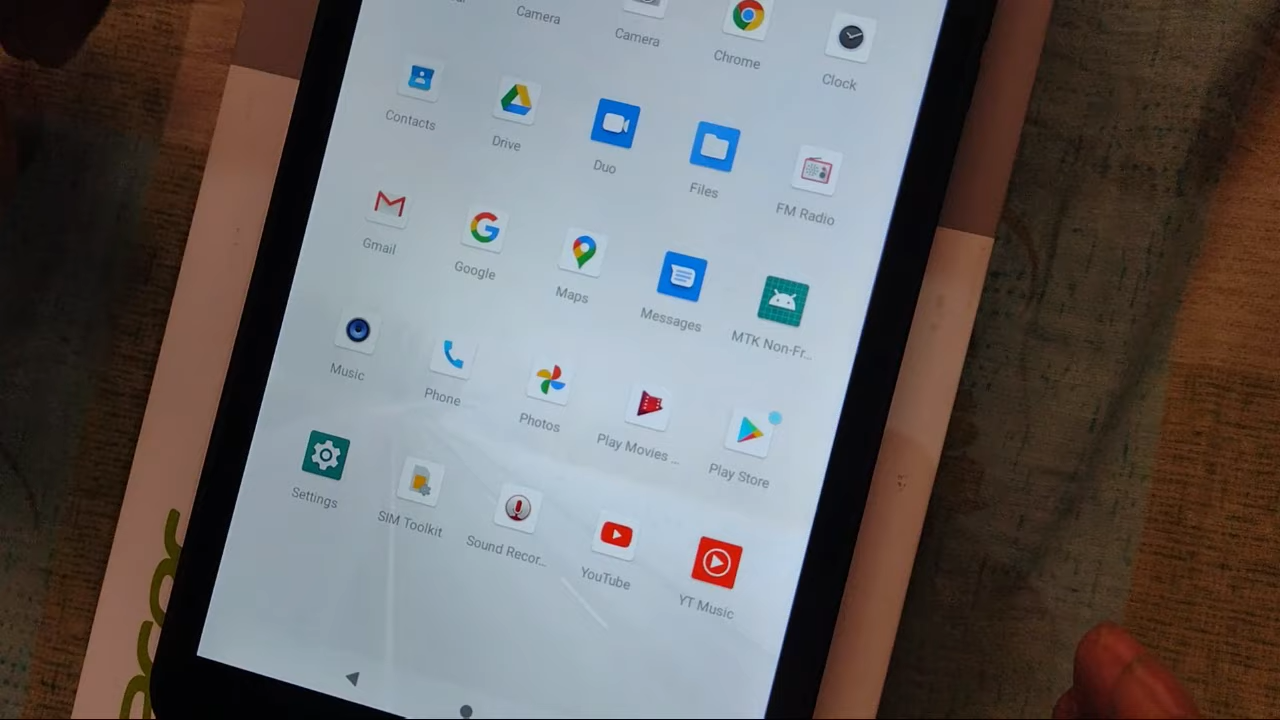 Camera
Camera
Chrome
Clock
Contacts
Drive
Duo
Files
FM Radio
Gmail
Google
Maps
Messages
MTK Non-Fr...
Music
Phone
Photos
Play Movies ...
Play Store
Settings
SIM Toolkit
Sound Recor...
YouTube
YT Music
acer